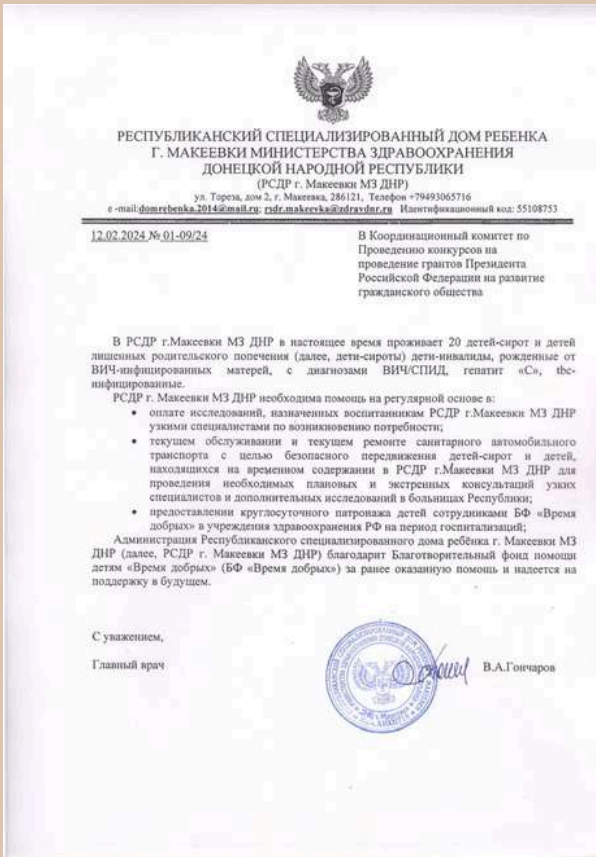 РЕСПУБЛИКАНСКИЙ СПЕЦИАЛИЗИРОВАННЫЙ ДОМ РЕБЕНКА
Г. МАКЕЕВКИ МИНИСТЕРСТВА ЗДРАВООХРАНЕНИЯ
ДОНЕЦКОЙ НАРОДНОЙ РЕСПУБЛИКИ
(РСДР г. Макеевки МЗ ДНР)
ул. Тореза, дом 2, г. Макеевка, 286121, Телефон +79493065716
е -mail:domrebenka.2014@mail.ru; rsdr.makeevka@zdravdnr.ru Идентификационный код: 55108753
12.02.2024 № 01-09/24
В Координационный комитет по
Проведению конкурсов на
проведение грантов Президента
Российской Федерации на развитие
гражданского общества
В РСДР г.Макеевки МЗ ДНР в настоящее время проживает 20 детей-сирот и детей
лишенных родительского попечения (далее, дети-сироты) дети-инвалиды, рожденные от
ВИЧ-инфицированных матерей, с диагнозами ВИЧ/СПИД, гепатит «С», tbc-
инфицированные.
РСДР г. Макеевки МЗ ДНР необходима помощь на регулярной основе в:
• оплате исследований, назначенных воспитанникам РСДР г.Макеевки МЗ ДНР
узкими специалистами по возникновению потребности;
• текущем обслуживании и текущем ремонте санитарного автомобильного
транспорта с целью безопасного передвижения детей-сирот и детей,
находящихся на временном содержании в РСДР г.Макеевки МЗ ДНР для
проведения необходимых плановых и экстренных консультаций узких
специалистов и дополнительных исследований в больницах Республики;
• предоставлении круглосуточного патронажа детей сотрудниками БФ «Время
добрых» в учреждения здравоохранения РФ на период госпитализаций;
Администрация Республиканского специализированного дома ребёнка г. Макеевки МЗ
ДНР (далее, РСДР г. Макеевки МЗ ДНР) благодарит Благотворительный фонд помощи
детям «Время добрых» (БФ «Время добрых») за ранее оказанную помощь и надеется на
поддержку в будущем.
С уважением,
Главный врач
В.А.Гончаров